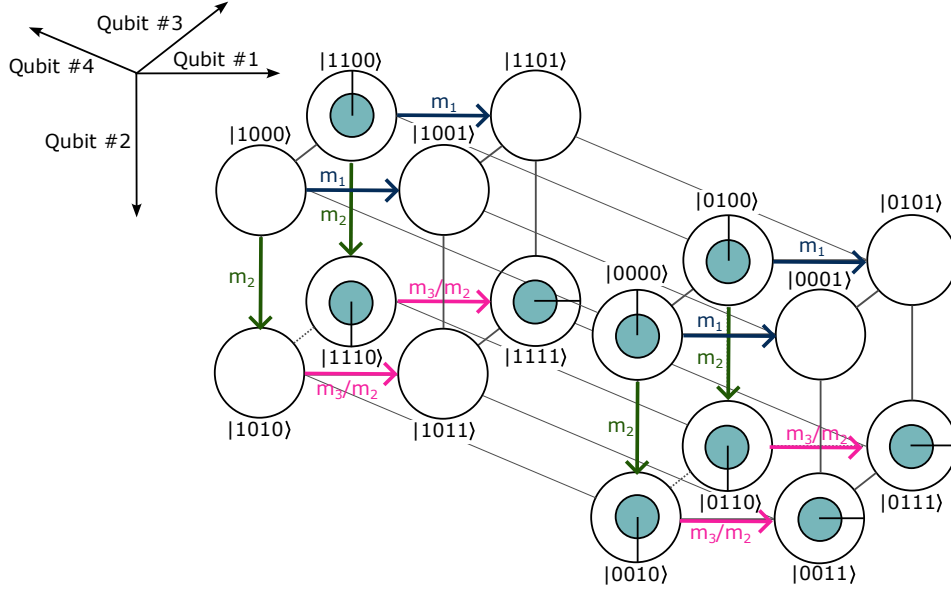 Qubit #3
Qubit #4
Qubit #1
Qubit #2
|1100⟩
|1101⟩
m₁
|1000⟩
|1001⟩
m₁
m₂
|0100⟩
|0101⟩
m₁
m₂
|0000⟩
|0001⟩
m₃/m₂
m₁
|1110⟩
|1111⟩
m₂
m₃/m₂
|1010⟩
|1011⟩
m₂
m₃/m₂
|0110⟩
|0111⟩
m₃/m₂
|0010⟩
|0011⟩